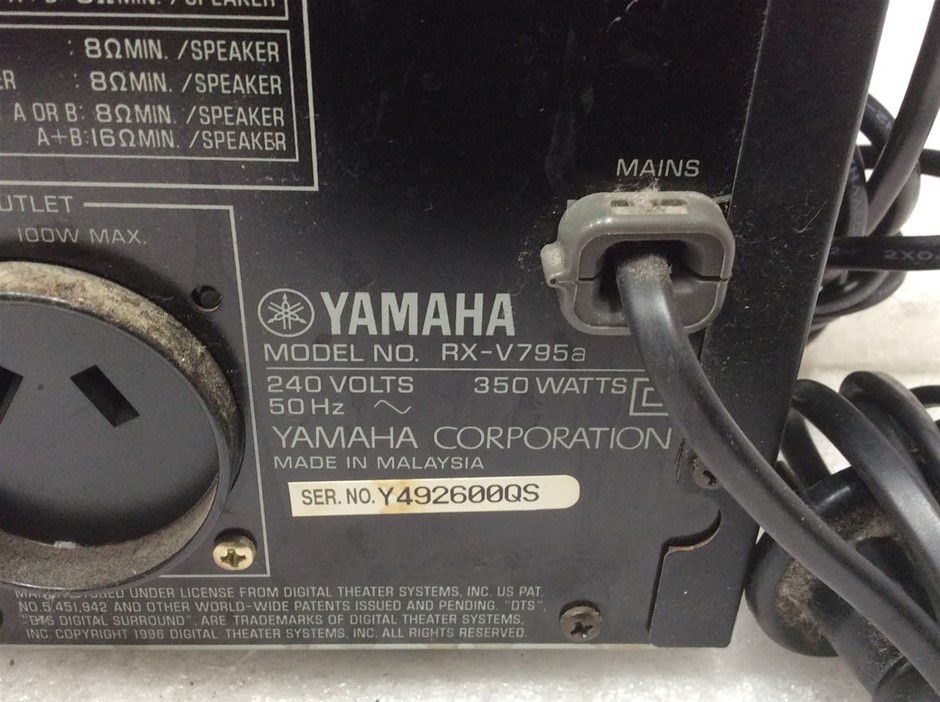 A+B: 8ΩMIN. /SPEAKER
: 8ΩMIN. /SPEAKER
: 8ΩMIN. /SPEAKER
A OR B: 8ΩMIN. /SPEAKER
A+B:16ΩMIN. /SPEAKER
MAINS
100W MAX.
YAMAHA
MODEL NO. RX-V795a
240 VOLTS 350 WATTS
50 Hz ～
YAMAHA CORPORATION
MADE IN MALAYSIA
SER. NO. Y492600QS
UNDER LICENSE FROM DIGITAL THEATER SYSTEMS, INC. US PAT.
NO.5,451,942 AND OTHER WORLD-WIDE PATENTS ISSUED AND PENDING. "DTS",
"DTS DIGITAL SURROUND", ARE TRADEMARKS OF DIGITAL THEATER SYSTEMS,
INC. COPYRIGHT 1996 DIGITAL THEATER SYSTEMS, INC. ALL RIGHTS RESERVED.